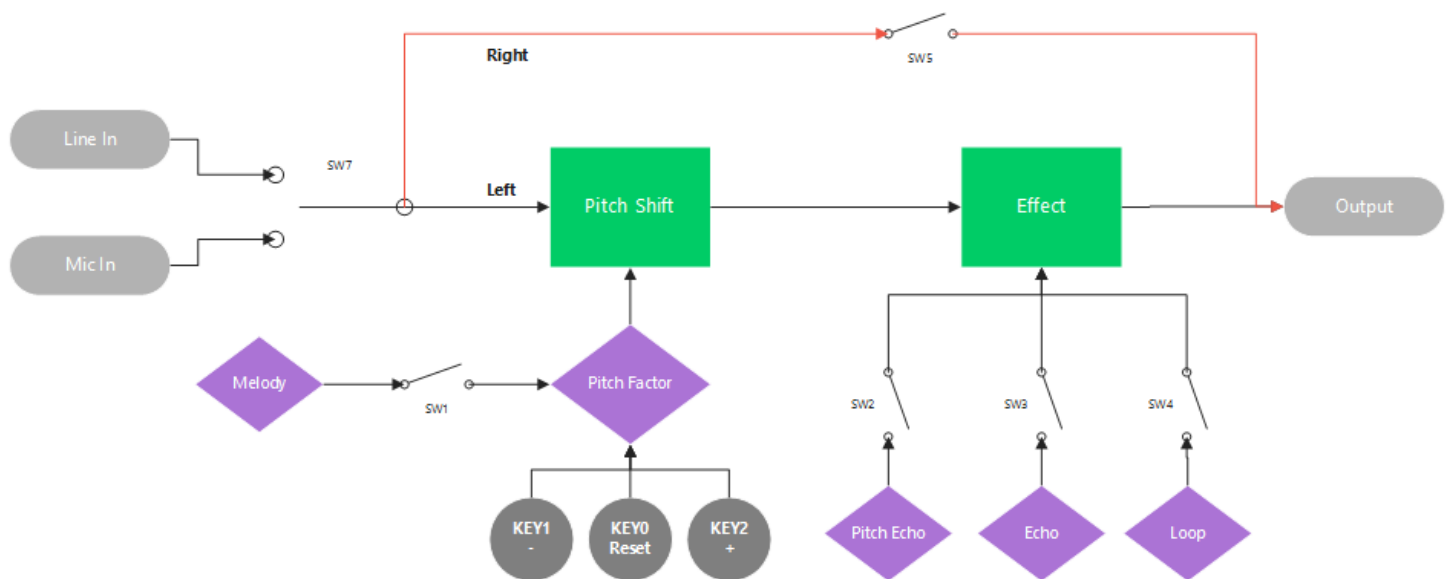 Right
SW5
Line In
SW7
Left
Pitch Shift
Effect
Output
Mic In
Melody
SW1
Pitch Factor
SW2
SW3
SW4
KEY1
-
KEY0
Reset
KEY2
+
Pitch Echo
Echo
Loop